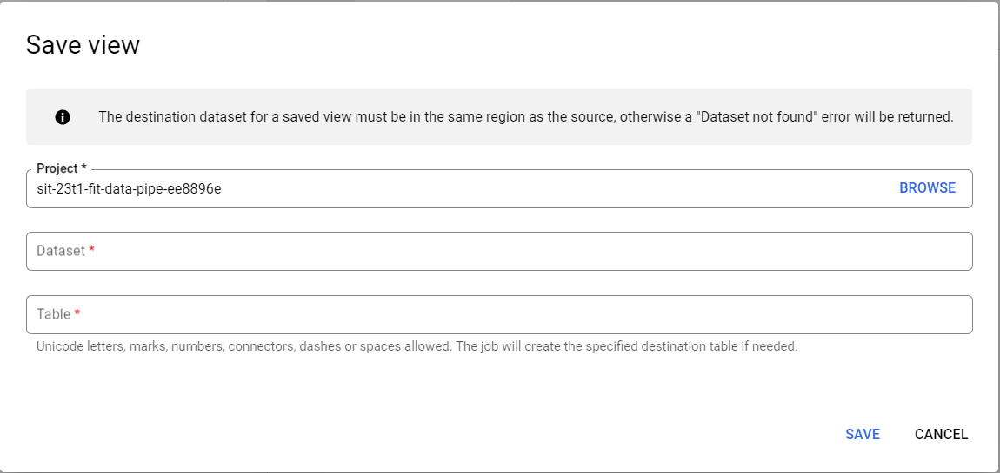 Save view
The destination dataset for a saved view must be in the same region as the source, otherwise a "Dataset not found" error will be returned.
Project *
sit-23t1-fit-data-pipe-ee8896e
BROWSE
Dataset *
Table *
Unicode letters, marks, numbers, connectors, dashes or spaces allowed. The job will create the specified destination table if needed.
SAVE
CANCEL